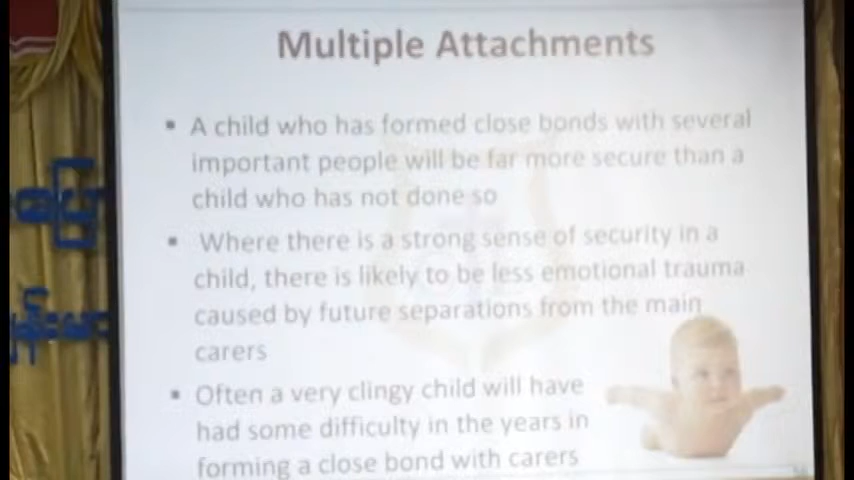 Multiple Attachments
▪ A child who has formed close bonds with several
important people will be far more secure than a
child who has not done so
▪ Where there is a strong sense of security in a
child, there is likely to be less emotional trauma
caused by future separations from the main
carers
▪ Often a very clingy child will have
had some difficulty in the years in
forming a close bond with carers